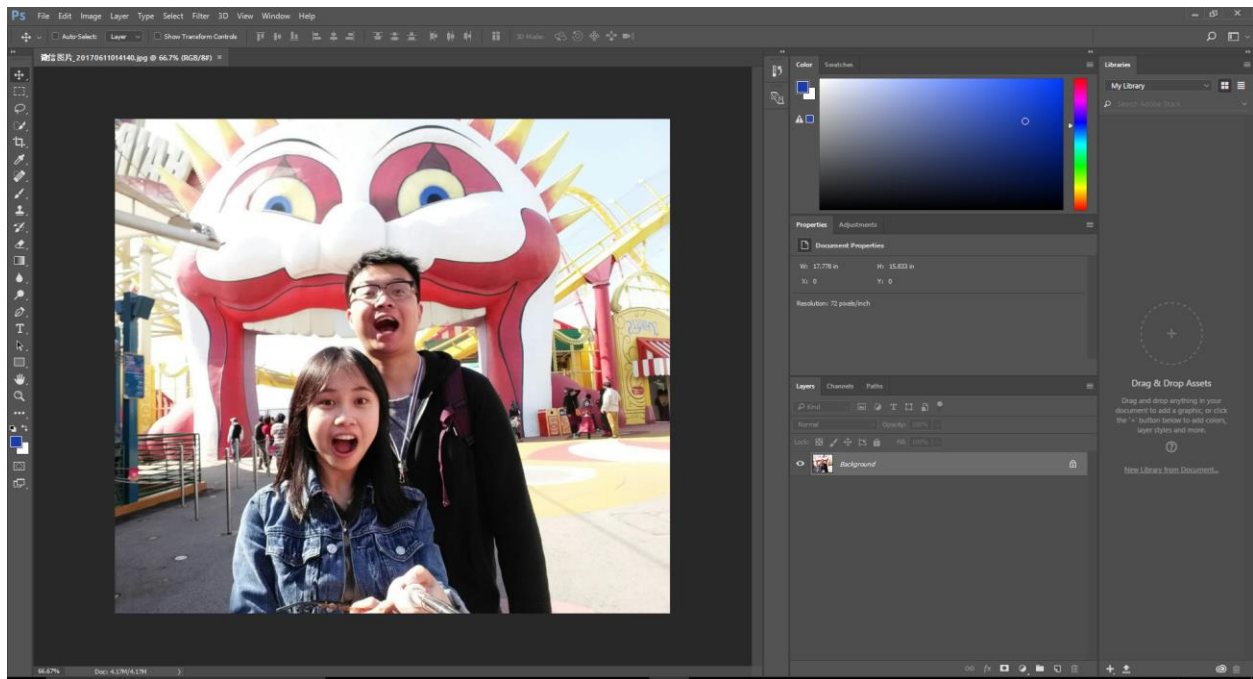 Ps File Edit Image Layer Type Select Filter 3D View Window Help
Auto-Select: Layer Show Transform Controls 3D Mode:
微信图片_20170611014140.jpg @ 66.7% (RGB/8#) ×
Color Swatches
Libraries
My Library
Search Adobe Stock
Properties Adjustments
Document Properties
W: 17.778 in H: 15.833 in
X: 0 Y: 0
Resolution: 72 pixels/inch
Layers Channels Paths
Kind
Normal Opacity: 100%
Lock: Fill: 100%
Background
Drag & Drop Assets
Drag and drop anything in your
document to add a graphic, or click
the '+' button below to add colors,
layer styles and more.
New Library from Document...
66.67% Doc: 4.17M/4.17M